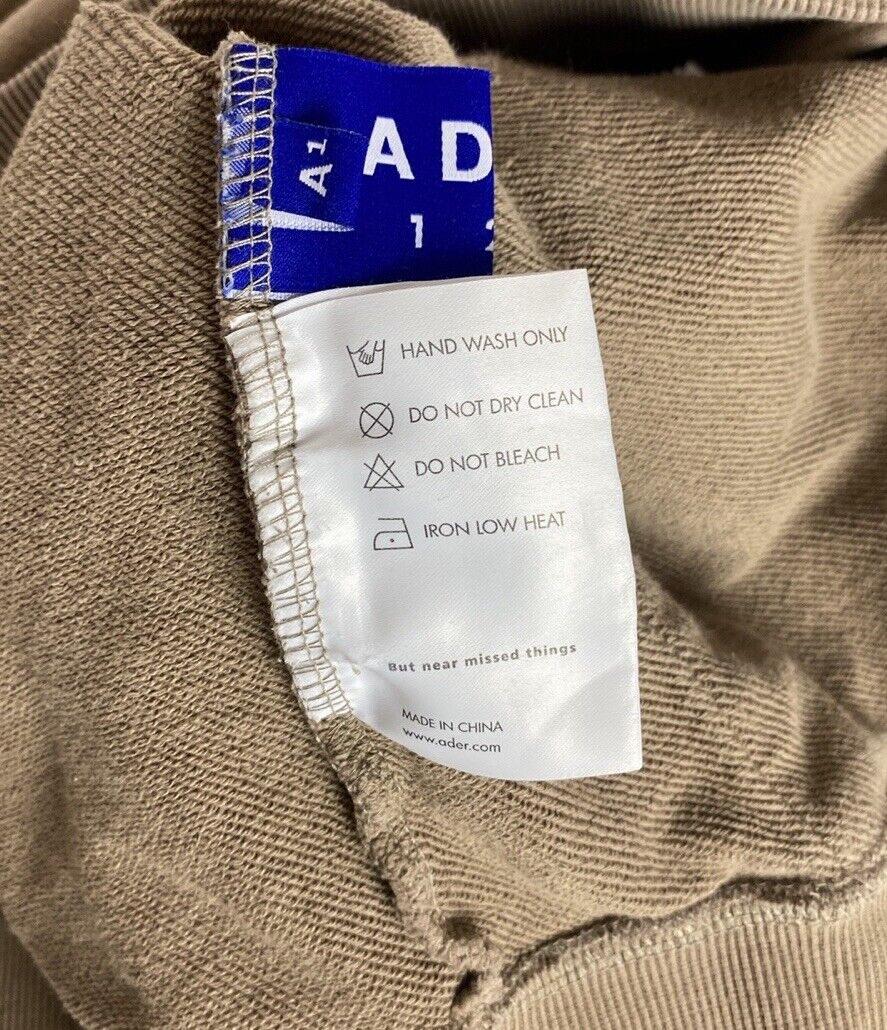 A1
AD
1
HAND WASH ONLY
DO NOT DRY CLEAN
DO NOT BLEACH
IRON LOW HEAT
But near missed things
MADE IN CHINA
www.ader.com